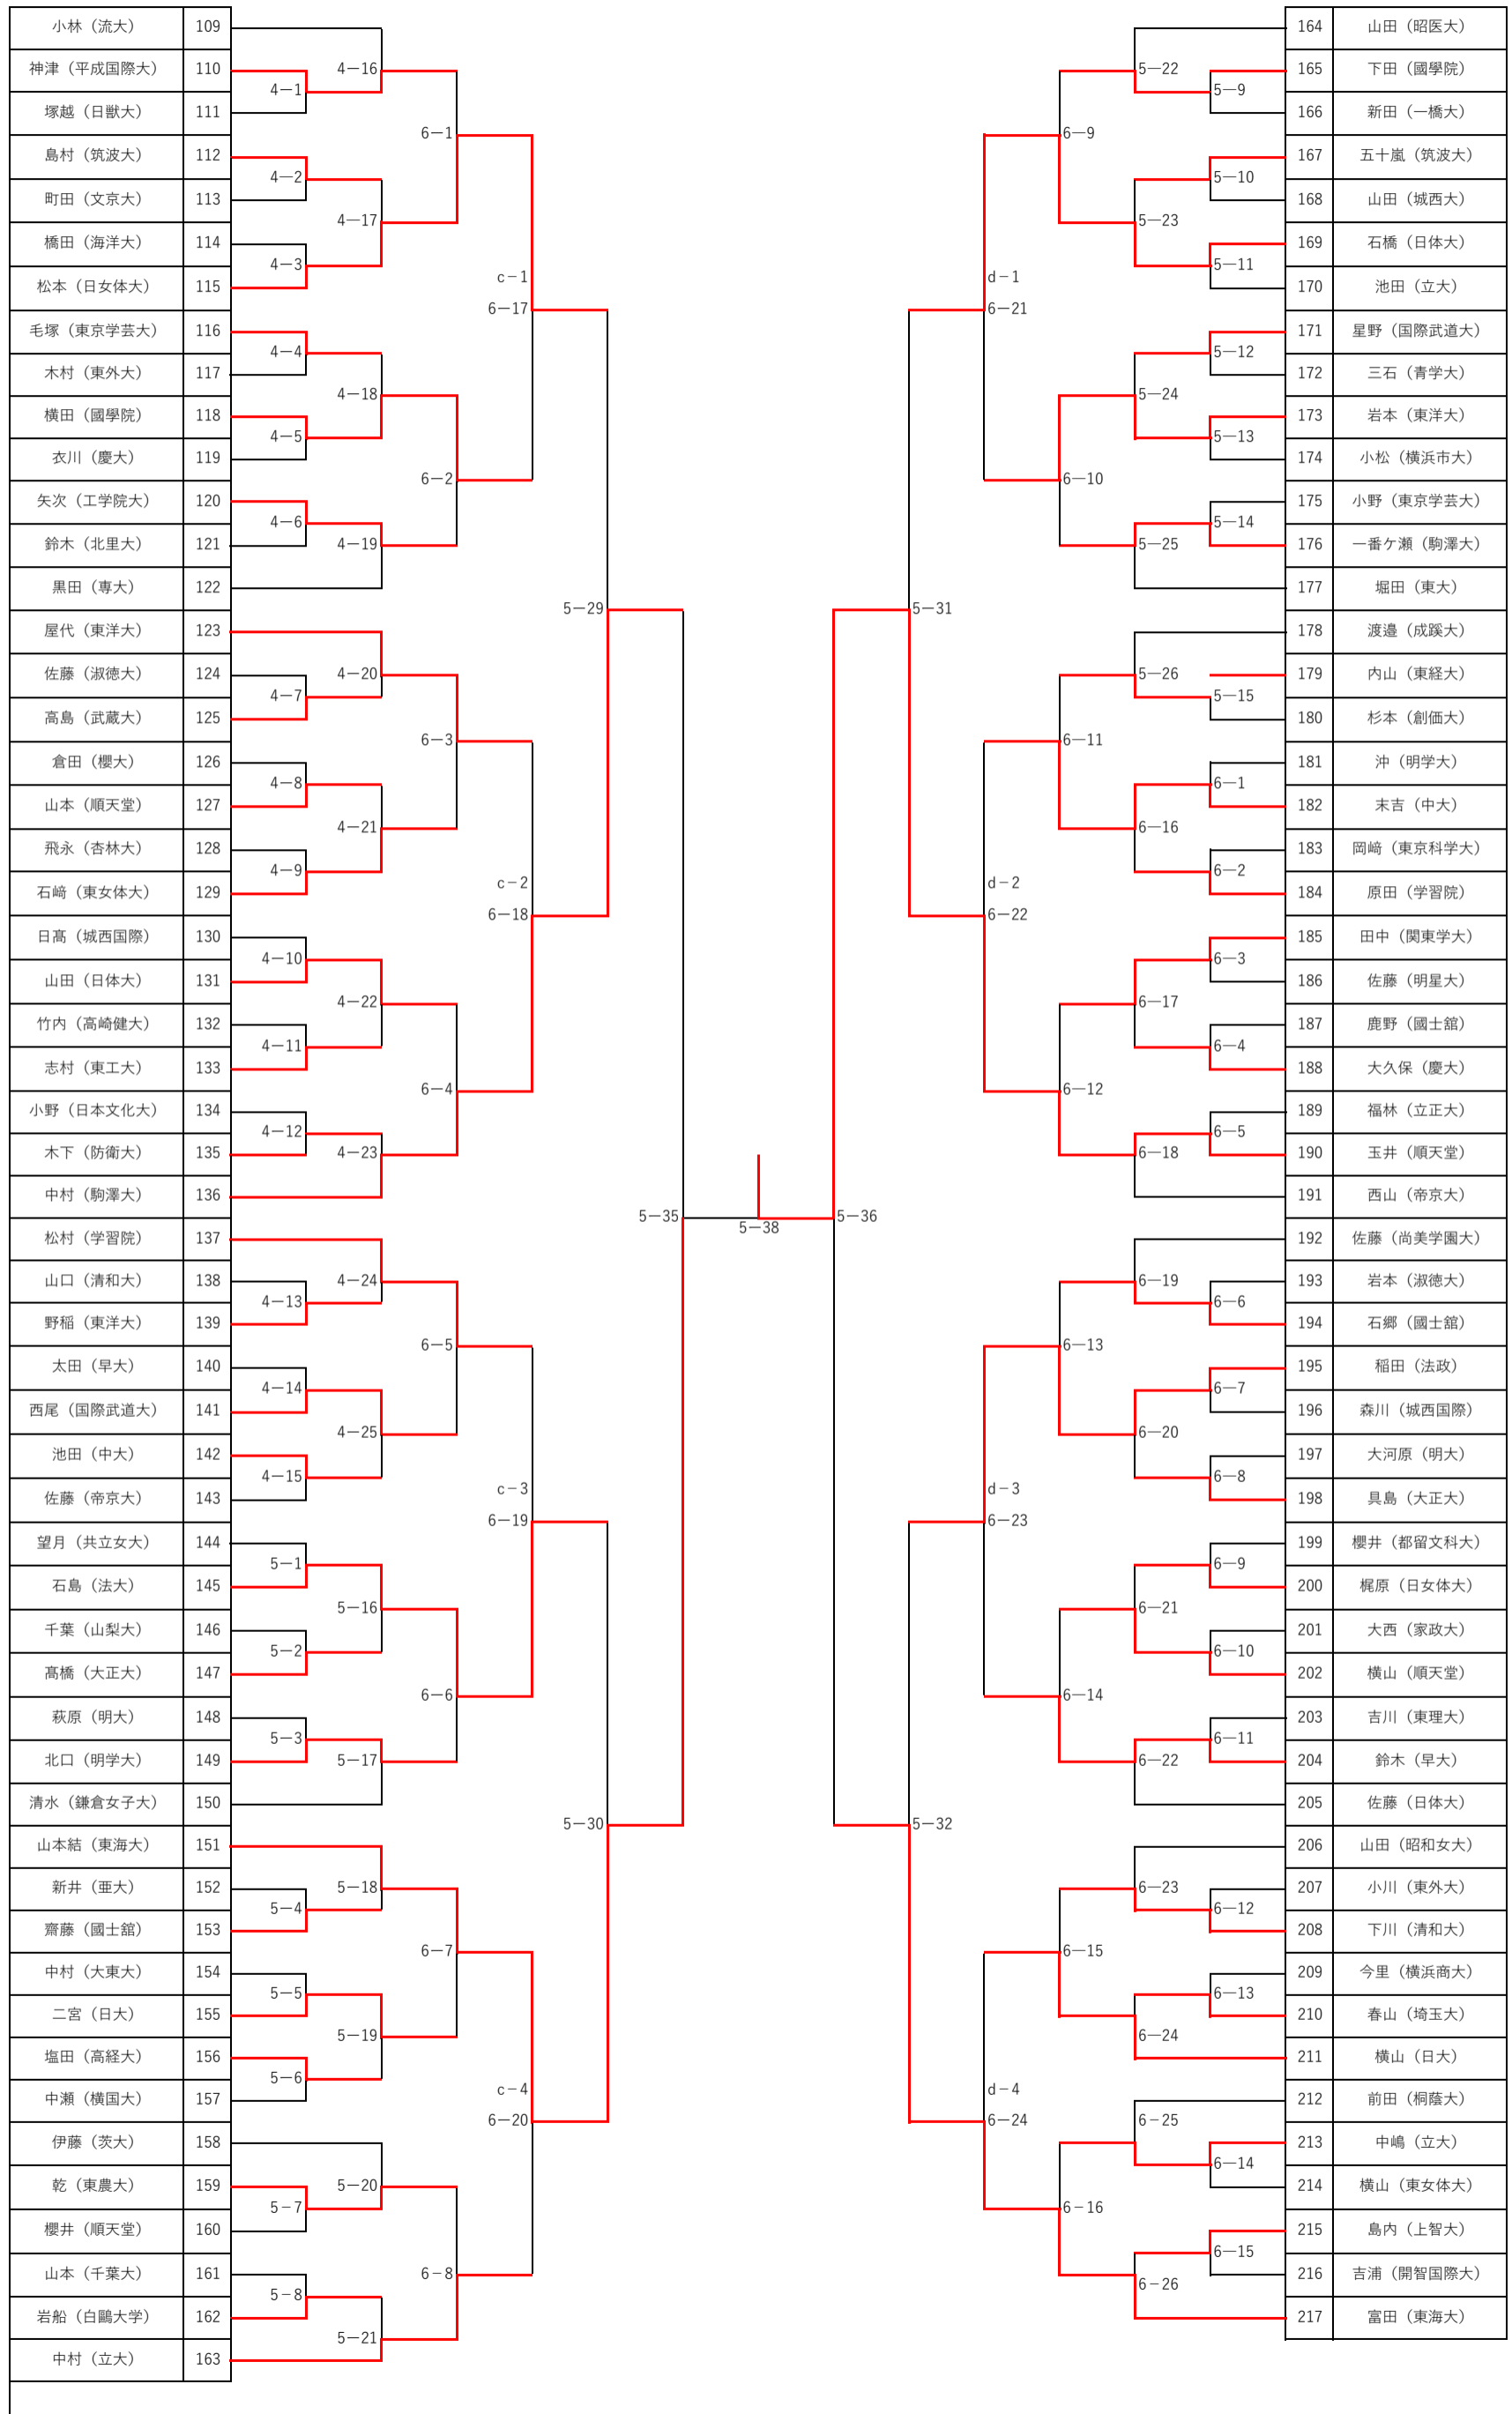 小林（流大） 109
神津（平成国際大） 110
塚越（日獣大） 111
島村（筑波大） 112
町田（文京大） 113
橋田（海洋大） 114
松本（日女体大） 115
毛塚（東京学芸大） 116
木村（東外大） 117
横田（國學院） 118
衣川（慶大） 119
矢次（工学院大） 120
鈴木（北里大） 121
黒田（専大） 122
屋代（東洋大） 123
佐藤（淑徳大） 124
高島（武蔵大） 125
倉田（櫻大） 126
山本（順天堂） 127
飛永（杏林大） 128
石﨑（東女体大） 129
日髙（城西国際） 130
山田（日体大） 131
竹内（高崎健大） 132
志村（東工大） 133
小野（日本文化大） 134
木下（防衛大） 135
中村（駒澤大） 136
松村（学習院） 137
山口（清和大） 138
野稲（東洋大） 139
太田（早大） 140
西尾（国際武道大） 141
池田（中大） 142
佐藤（帝京大） 143
望月（共立女大） 144
石島（法大） 145
千葉（山梨大） 146
髙橋（大正大） 147
萩原（明大） 148
北口（明学大） 149
清水（鎌倉女子大） 150
山本結（東海大） 151
新井（亜大） 152
齋藤（國士舘） 153
中村（大東大） 154
二宮（日大） 155
塩田（高経大） 156
中瀬（横国大） 157
伊藤（茨大） 158
乾（東農大） 159
櫻井（順天堂） 160
山本（千葉大） 161
岩船（白鷗大学） 162
中村（立大） 163
4－1
4－2
4－3
4－4
4－5
4－6
4－7
4－8
4－9
4－10
4－11
4－12
4－13
4－14
4－15
5－1
5－2
5－3
5－4
5－5
5－6
5－7
5－8
4－16
4－17
4－18
4－19
4－20
4－21
4－22
4－23
4－24
4－25
5－16
5－17
5－18
5－19
5－20
5－21
6－1
6－2
6－3
6－4
6－5
6－6
6－7
6－8
c－1
6－17
c－2
6－18
c－3
6－19
c－4
6－20
5－29
5－30
5－35
5－38
5－36
5－31
5－32
d－1
6－21
d－2
6－22
d－3
6－23
d－4
6－24
6－9
6－10
6－11
6－12
6－13
6－14
6－15
6－16
5－22
5－23
5－24
5－25
5－26
6－16
6－17
6－18
6－19
6－20
6－21
6－22
6－23
6－24
6－25
6－26
5－9
5－10
5－11
5－12
5－13
5－14
5－15
6－1
6－2
6－3
6－4
6－5
6－6
6－7
6－8
6－9
6－10
6－11
6－12
6－13
6－14
6－15
164 山田（昭医大）
165 下田（國學院）
166 新田（一橋大）
167 五十嵐（筑波大）
168 山田（城西大）
169 石橋（日体大）
170 池田（立大）
171 星野（国際武道大）
172 三石（青学大）
173 岩本（東洋大）
174 小松（横浜市大）
175 小野（東京学芸大）
176 一番ケ瀬（駒澤大）
177 堀田（東大）
178 渡邉（成蹊大）
179 内山（東経大）
180 杉本（創価大）
181 沖（明学大）
182 末吉（中大）
183 岡﨑（東京科学大）
184 原田（学習院）
185 田中（関東学大）
186 佐藤（明星大）
187 鹿野（國士舘）
188 大久保（慶大）
189 福林（立正大）
190 玉井（順天堂）
191 西山（帝京大）
192 佐藤（尚美学園大）
193 岩本（淑徳大）
194 石郷（國士舘）
195 稲田（法政）
196 森川（城西国際）
197 大河原（明大）
198 具島（大正大）
199 櫻井（都留文科大）
200 梶原（日女体大）
201 大西（家政大）
202 横山（順天堂）
203 吉川（東理大）
204 鈴木（早大）
205 佐藤（日体大）
206 山田（昭和女大）
207 小川（東外大）
208 下川（清和大）
209 今里（横浜商大）
210 春山（埼玉大）
211 横山（日大）
212 前田（桐蔭大）
213 中嶋（立大）
214 横山（東女体大）
215 島内（上智大）
216 吉浦（開智国際大）
217 富田（東海大）